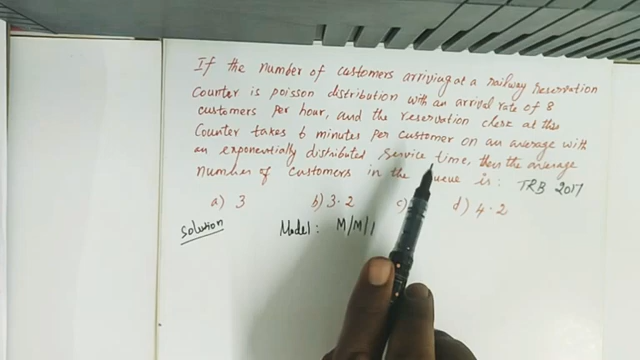 If the number of customers arriving at a railway reservation
counter is poisson distribution with an arrival rate of 8
customers per hour, and the reservation clerk at this
counter takes 6 minutes per customer on an average with
an exponentially distributed service time, then the average
number of customers in the queue is: TRB 2017
a) 3 b) 3.2 c) d) 4.2
Solution Model: M/M/1